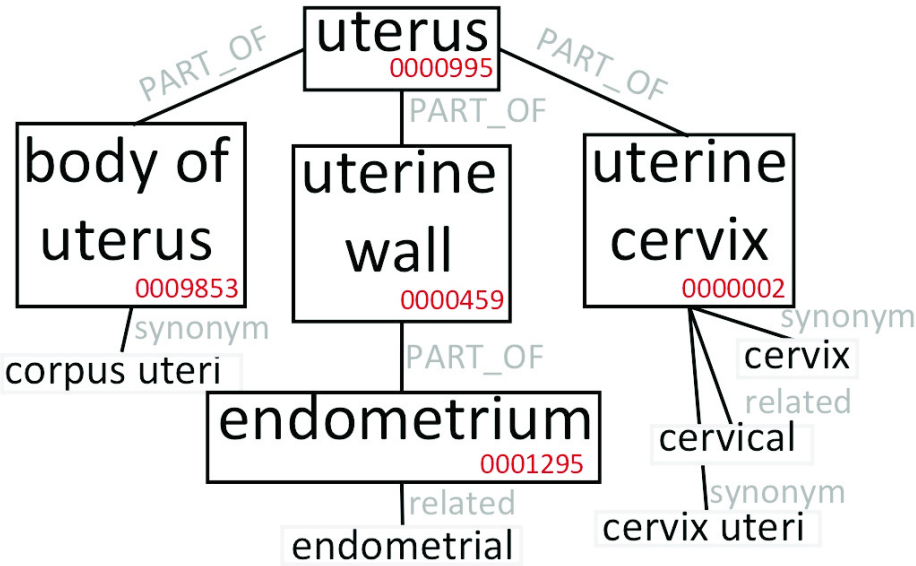 uterus
0000995
PART_OF
PART_OF
PART_OF
body of
uterus
0009853
uterine
wall
0000459
uterine
cervix
0000002
synonym
corpus uteri
PART_OF
synonym
cervix
related
cervical
endometrium
0001295
synonym
cervix uteri
related
endometrial